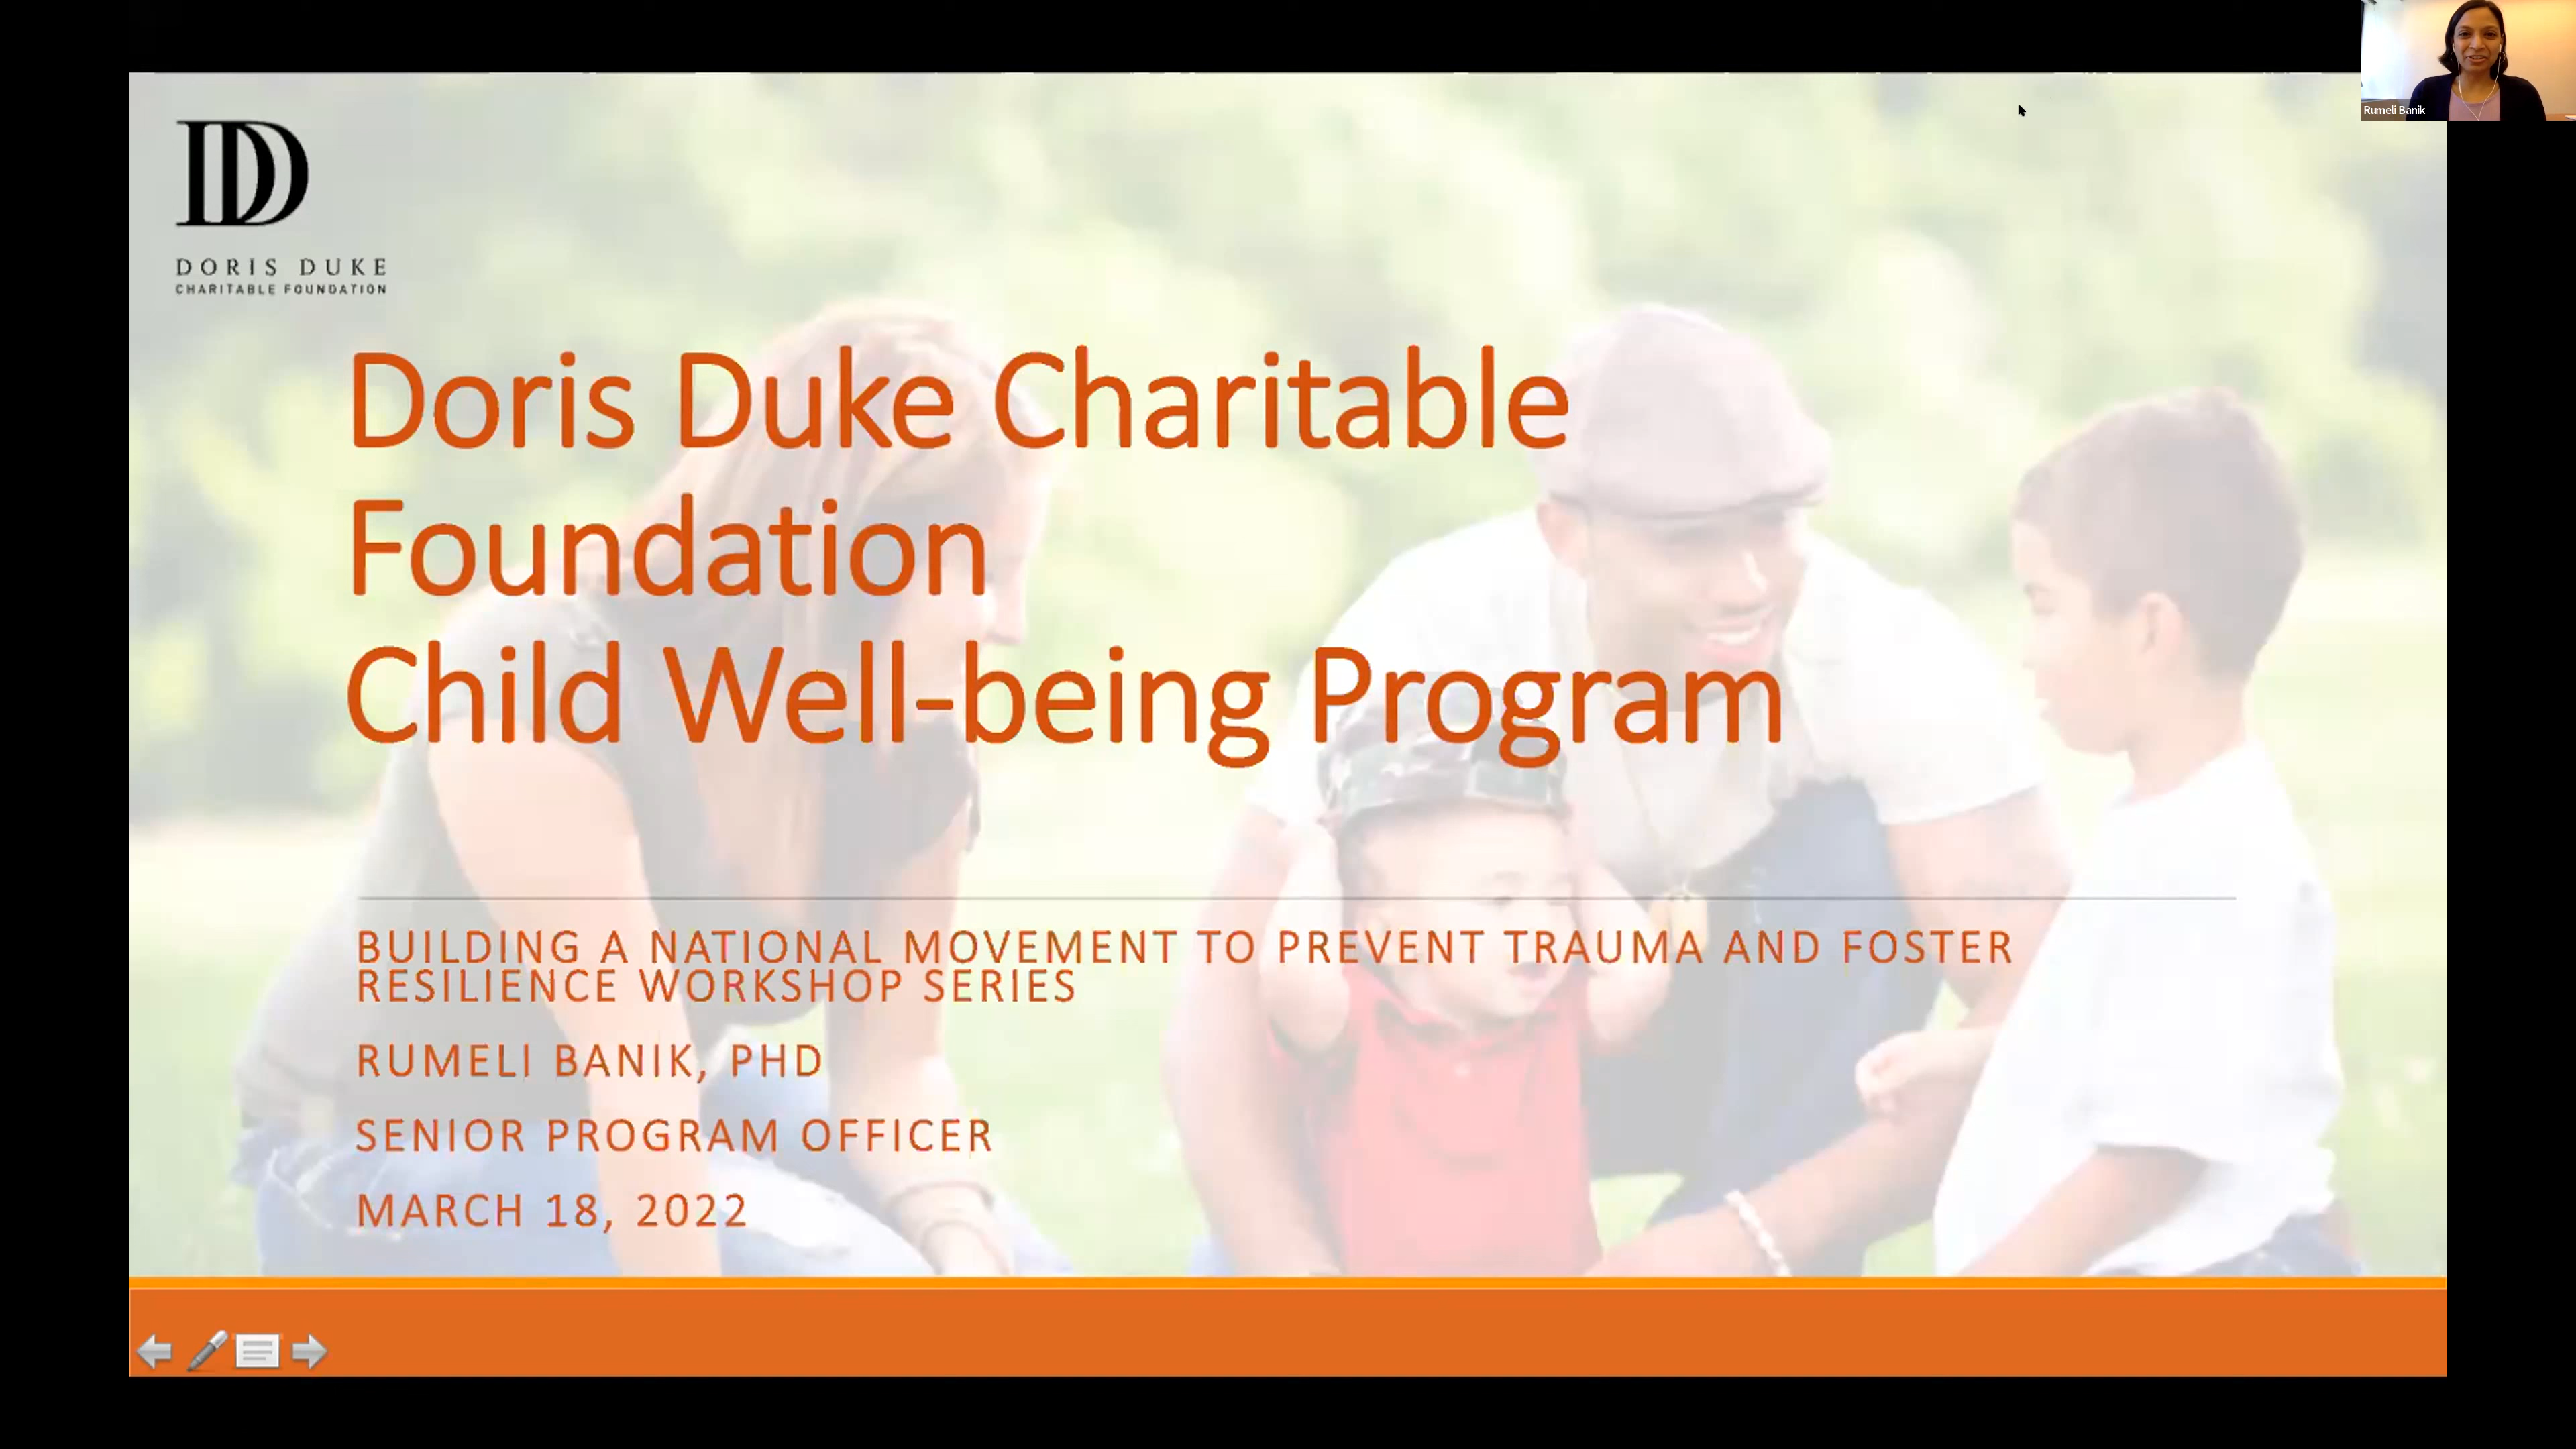 Rumeli Banik
DORIS DUKE
CHARITABLE FOUNDATION
Doris Duke Charitable
Foundation
Child Well-being Program
BUILDING A NATIONAL MOVEMENT TO PREVENT TRAUMA AND FOSTER
RESILIENCE WORKSHOP SERIES
RUMELI BANIK, PHD
SENIOR PROGRAM OFFICER
MARCH 18, 2022